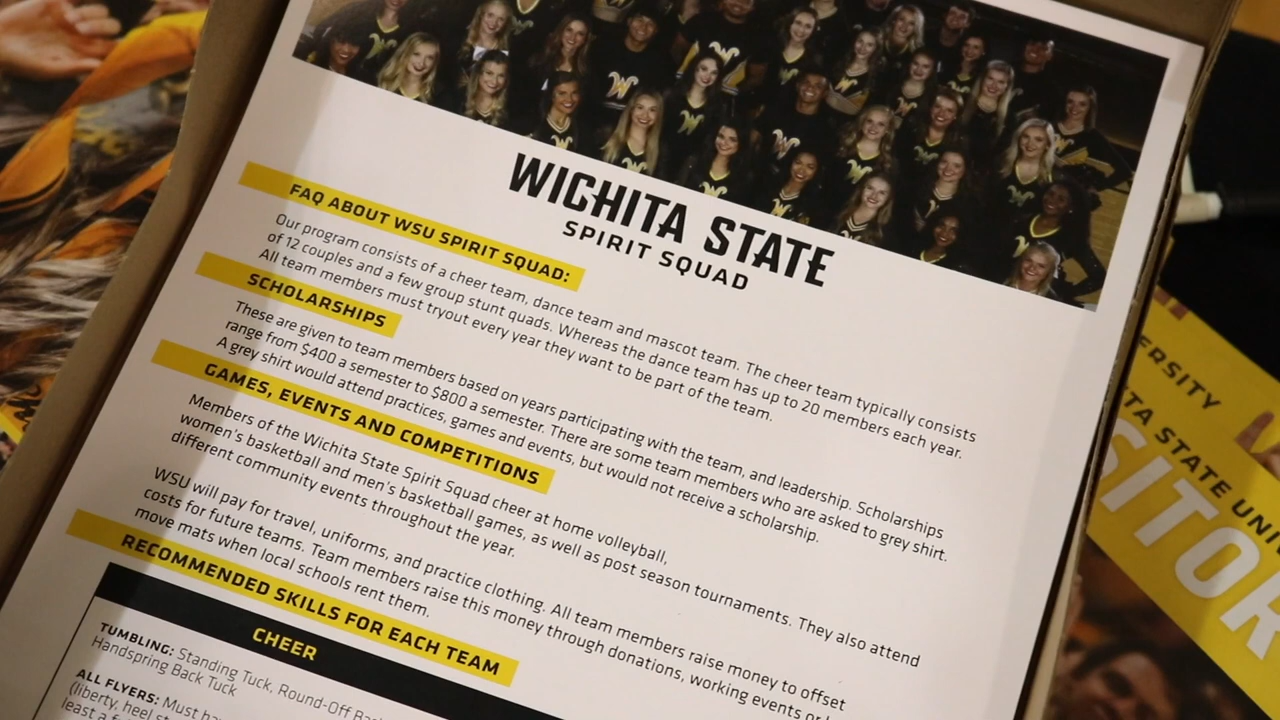 WICHITA STATE
SPIRIT SQUAD
FAQ ABOUT WSU SPIRIT SQUAD:
Our program consists of a cheer team, dance team and mascot team. The cheer team typically consists
of 12 couples and a few group stunt quads. Whereas the dance team has up to 20 members each year.
All team members must tryout every year they want to be part of the team.
SCHOLARSHIPS
These are given to team members based on years participating with the team, and leadership. Scholarships
range from $400 a semester to $800 a semester. There are some team members who are asked to grey shirt.
A grey shirt would attend practices, games and events, but would not receive a scholarship.
GAMES, EVENTS AND COMPETITIONS
Members of the Wichita State Spirit Squad cheer at home volleyball,
women's basketball and men's basketball games, as well as post season tournaments. They also attend
different community events throughout the year.
WSU will pay for travel, uniforms, and practice clothing. All team members raise money to offset
costs for future teams. Team members raise this money through donations, working events or
move mats when local schools rent them.
RECOMMENDED SKILLS FOR EACH TEAM
CHEER
TUMBLING: Standing Tuck, Round-Off
Handspring Back Tuck
ALL FLYERS: Must
(liberty, heel
least a
ERSITY
TA STATE UNI
SITOR